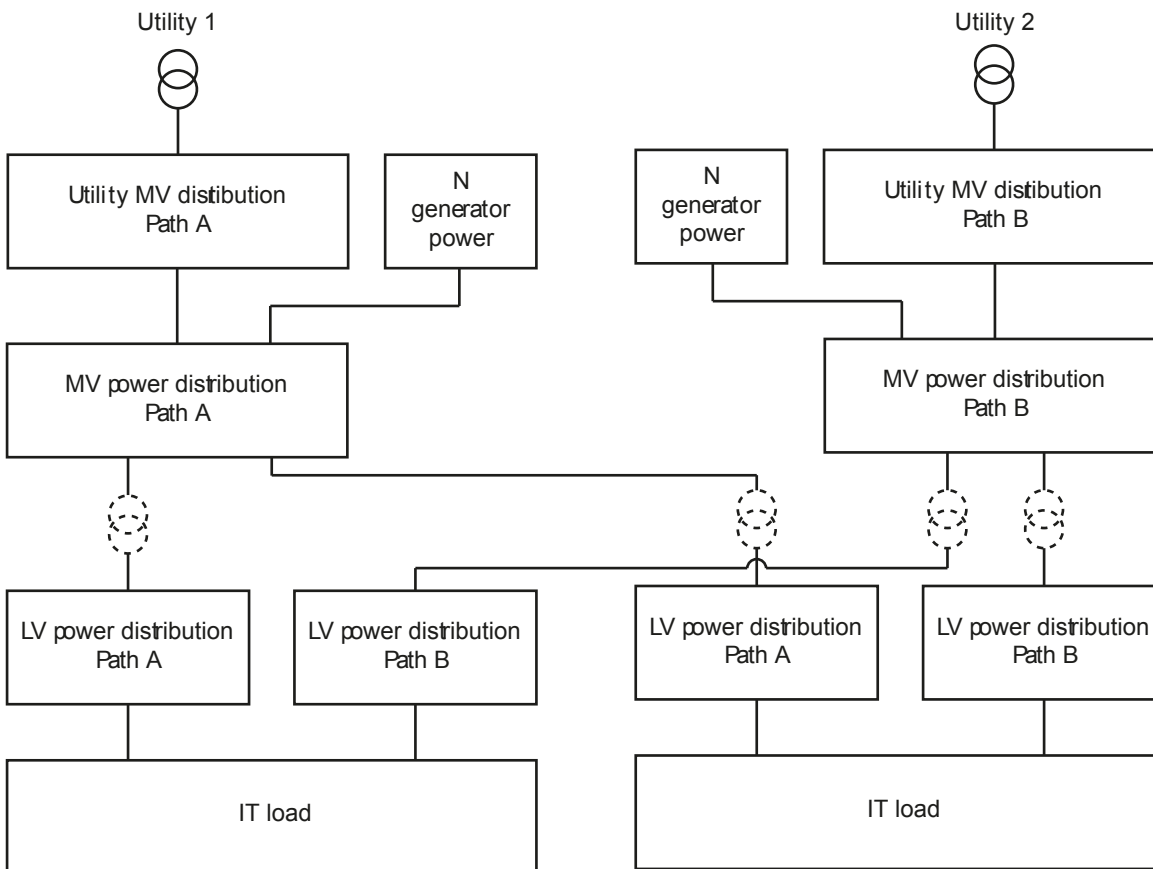 Utility 1
Utility 2
Utility MV distribution
Path A
N
generator
power
N
generator
power
Utility MV distribution
Path B
MV power distribution
Path A
MV power distribution
Path B
LV power distribution
Path A
LV power distribution
Path B
LV power distribution
Path A
LV power distribution
Path B
IT load
IT load